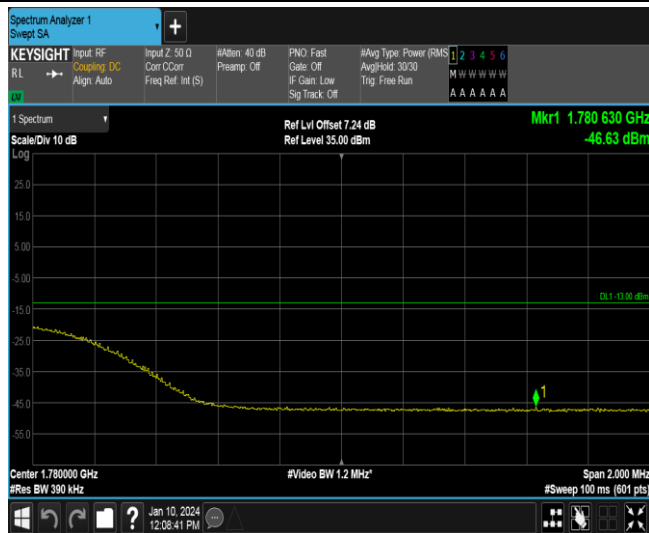 Spectrum Analyzer 1
Swept SA
+
KEYSIGHT Input: RF Input Z: 50 Ω #Atten: 40 dB PNO: Fast #Avg Type: Power (RMS 1 2 3 4 5 6
RL Coupling: DC Corr CCorr Preamp: Off Gate: Off Avg|Hold: 30/30 M W W W W W
Align: Auto Freq Ref: Int (S) IF Gain: Low Trig: Free Run
Sig Track: Off A A A A A A
1 Spectrum Ref Lvl Offset 7.24 dB Mkr1 1.780 630 GHz
Scale/Div 10 dB Ref Level 35.00 dBm -46.63 dBm
Log
25.0
15.0
5.00
-5.00
DL1 -13.00 dBm
-15.0
-25.0
-35.0
1
-45.0
-55.0
Center 1.780000 GHz #Video BW 1.2 MHz* Span 2.000 MHz
#Res BW 390 kHz #Sweep 100 ms (601 pts)
? Jan 10, 2024
12:08:41 PM